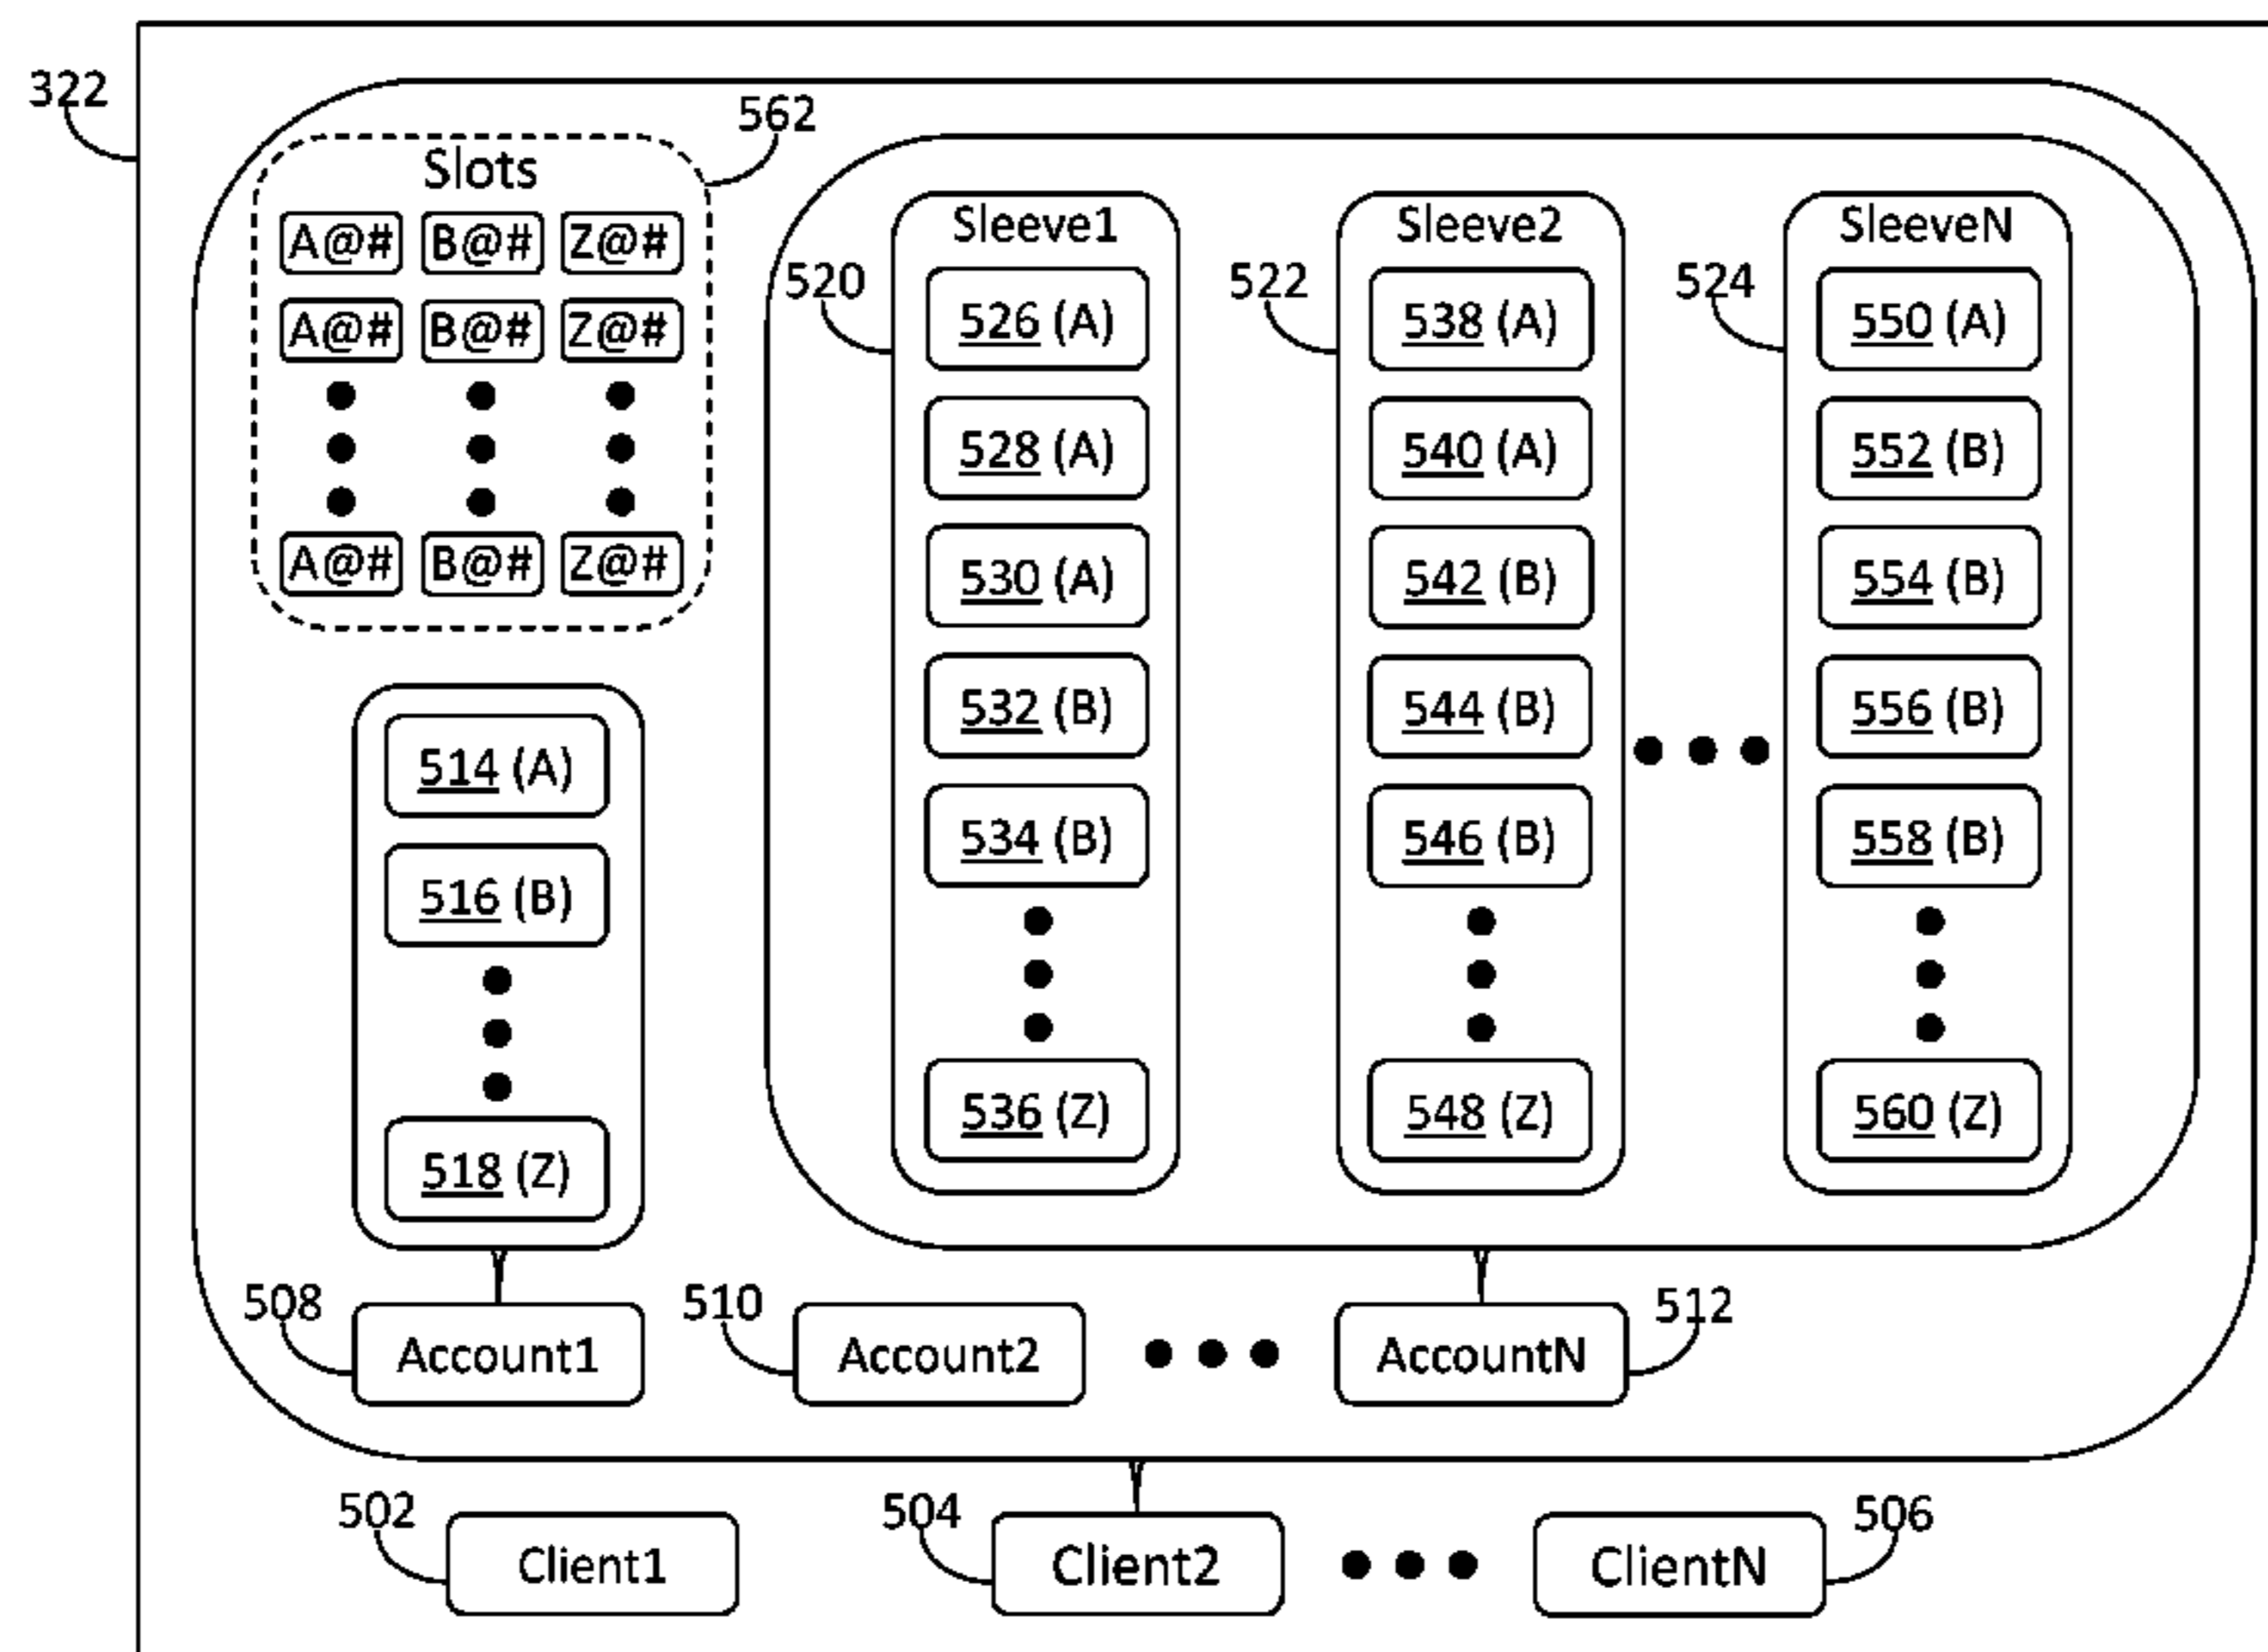 322
562
Slots
A@# B@# Z@#
A@# B@# Z@#
A@# B@# Z@#
514 (A)
516 (B)
518 (Z)
520
Sleeve1
526 (A)
528 (A)
530 (A)
532 (B)
534 (B)
536 (Z)
522
Sleeve2
538 (A)
540 (A)
542 (B)
544 (B)
546 (B)
548 (Z)
524
SleeveN
550 (A)
552 (B)
554 (B)
556 (B)
558 (B)
560 (Z)
508
Account1
510
Account2
AccountN
512
502
Client1
504
Client2
ClientN
506